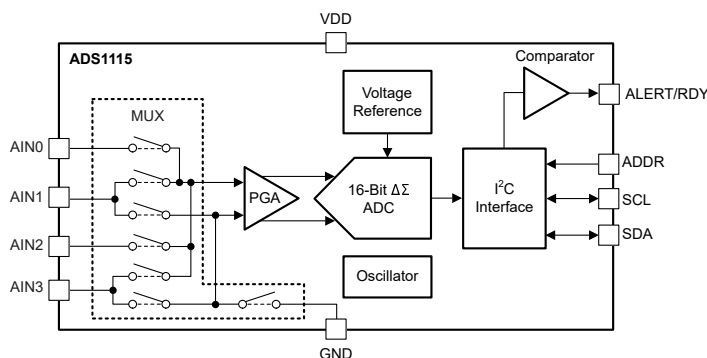 VDD
ADS1115
Comparator
MUX
Voltage
Reference
ALERT/RDY
AIN0
ADDR
AIN1
PGA
16-Bit ΔΣ
ADC
I²C
Interface
SCL
AIN2
SDA
AIN3
Oscillator
GND